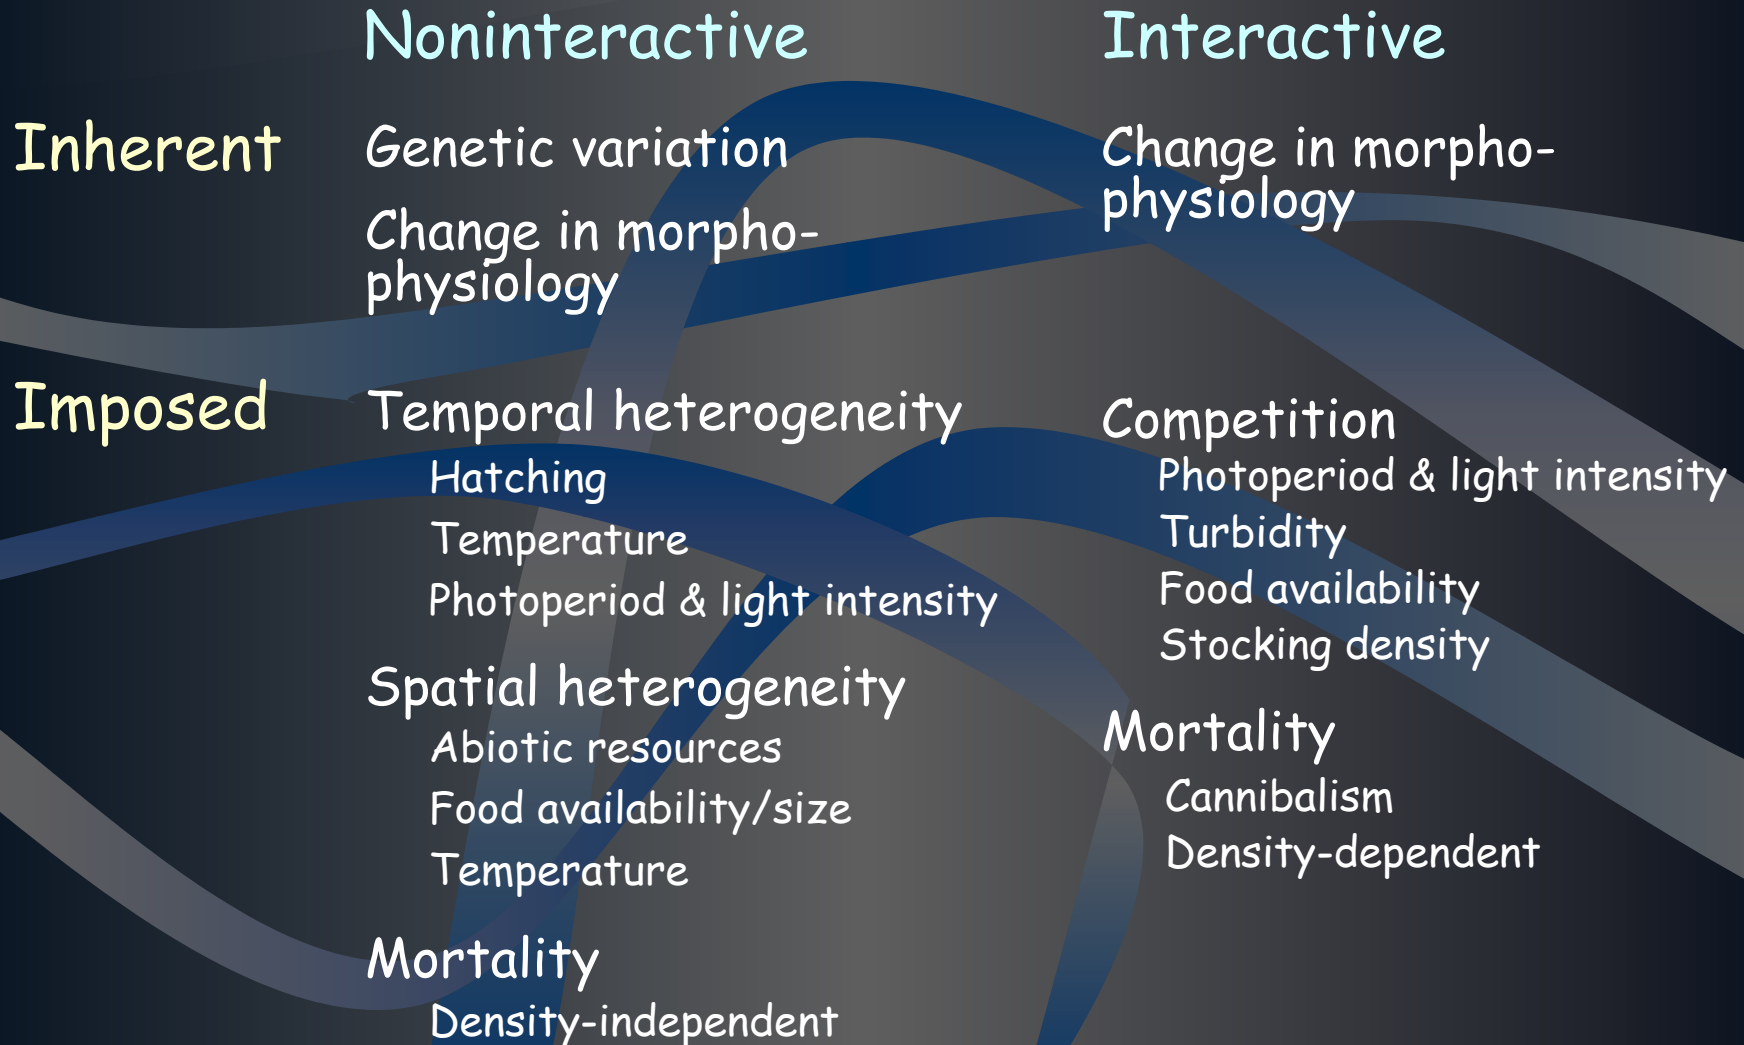 Noninteractive
Interactive
Inherent
Genetic variation
Change in morpho-
physiology
Change in morpho-
physiology
Imposed
Temporal heterogeneity
Hatching
Temperature
Photoperiod & light intensity
Spatial heterogeneity
Abiotic resources
Food availability/size
Temperature
Mortality
Density-independent
Competition
Photoperiod & light intensity
Turbidity
Food availability
Stocking density
Mortality
Cannibalism
Density-dependent